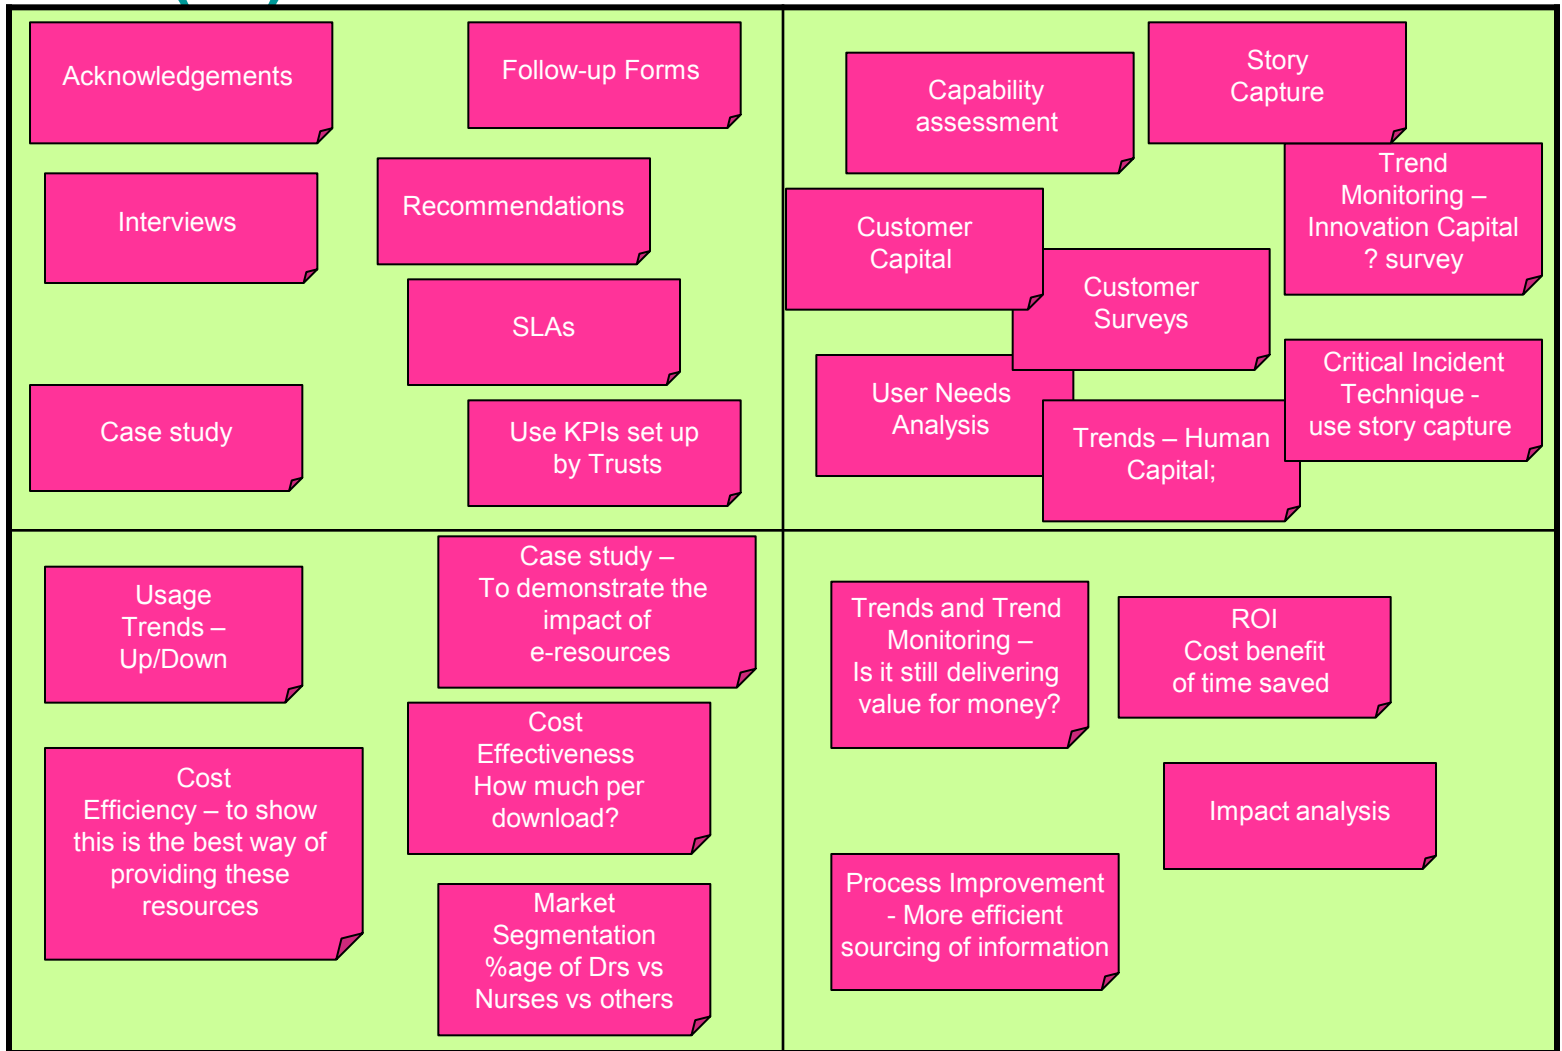 Acknowledgements
Follow-up Forms
Interviews
Recommendations
SLAs
Case study
Use KPIs set up
by Trusts
Capability
assessment
Story
Capture
Trend
Monitoring –
Innovation Capital
? survey
Customer
Capital
Customer
Surveys
User Needs
Analysis
Trends – Human
Capital;
Critical Incident
Technique -
use story capture
Usage
Trends –
Up/Down
Case study –
To demonstrate the
impact of
e-resources
Cost
Effectiveness
How much per
download?
Cost
Efficiency – to show
this is the best way of
providing these
resources
Market
Segmentation
%age of Drs vs
Nurses vs others
Trends and Trend
Monitoring –
Is it still delivering
value for money?
ROI
Cost benefit
of time saved
Impact analysis
Process Improvement
- More efficient
sourcing of information